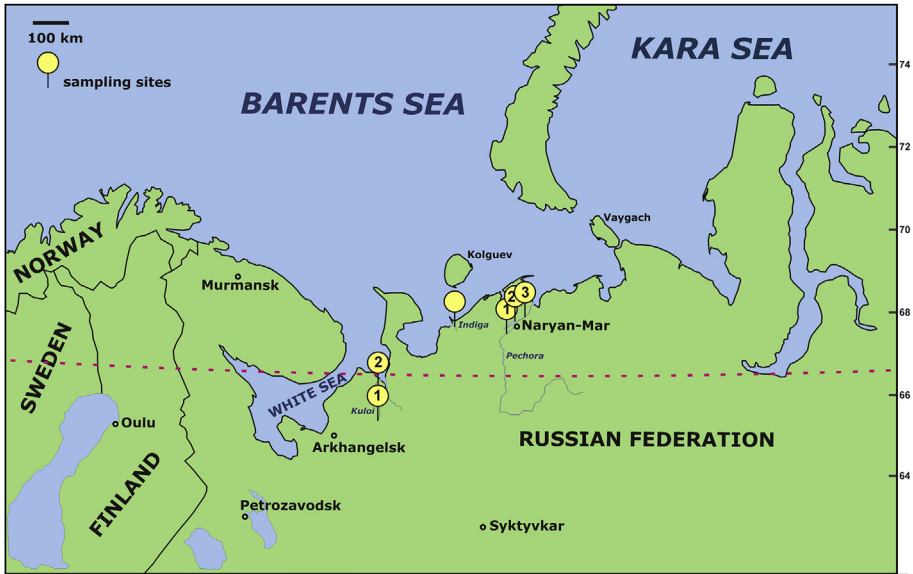 100 km
sampling sites
BARENTS SEA
KARA SEA
74
72
70
68
66
64
NORWAY
SWEDEN
FINLAND
Murmansk
Kolguev
Vaygach
Indiga
1
2
3
Naryan-Mar
Pechora
2
1
WHITE SEA
Kuloi
Oulu
Arkhangelsk
RUSSIAN FEDERATION
Petrozavodsk
Syktyvkar